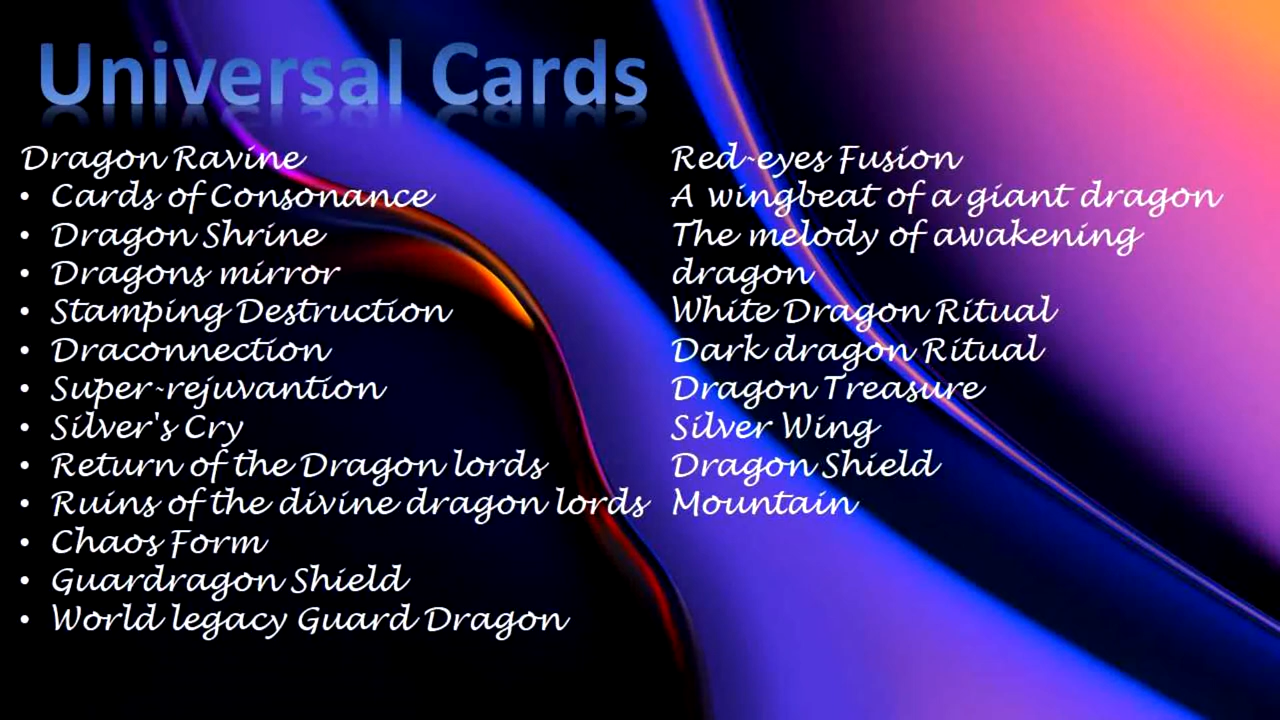 Universal Cards
Dragon Ravine
• Cards of Consonance
• Dragon Shrine
• Dragons mirror
• Stamping Destruction
• Draconnection
• Super-rejuvantion
• Silver's Cry
• Return of the Dragon lords
• Ruins of the divine dragon lords
• Chaos Form
• Guardragon Shield
• World legacy Guard Dragon
Red-eyes Fusion
A wingbeat of a giant dragon
The melody of awakening
dragon
White Dragon Ritual
Dark dragon Ritual
Dragon Treasure
Silver Wing
Dragon Shield
Mountain